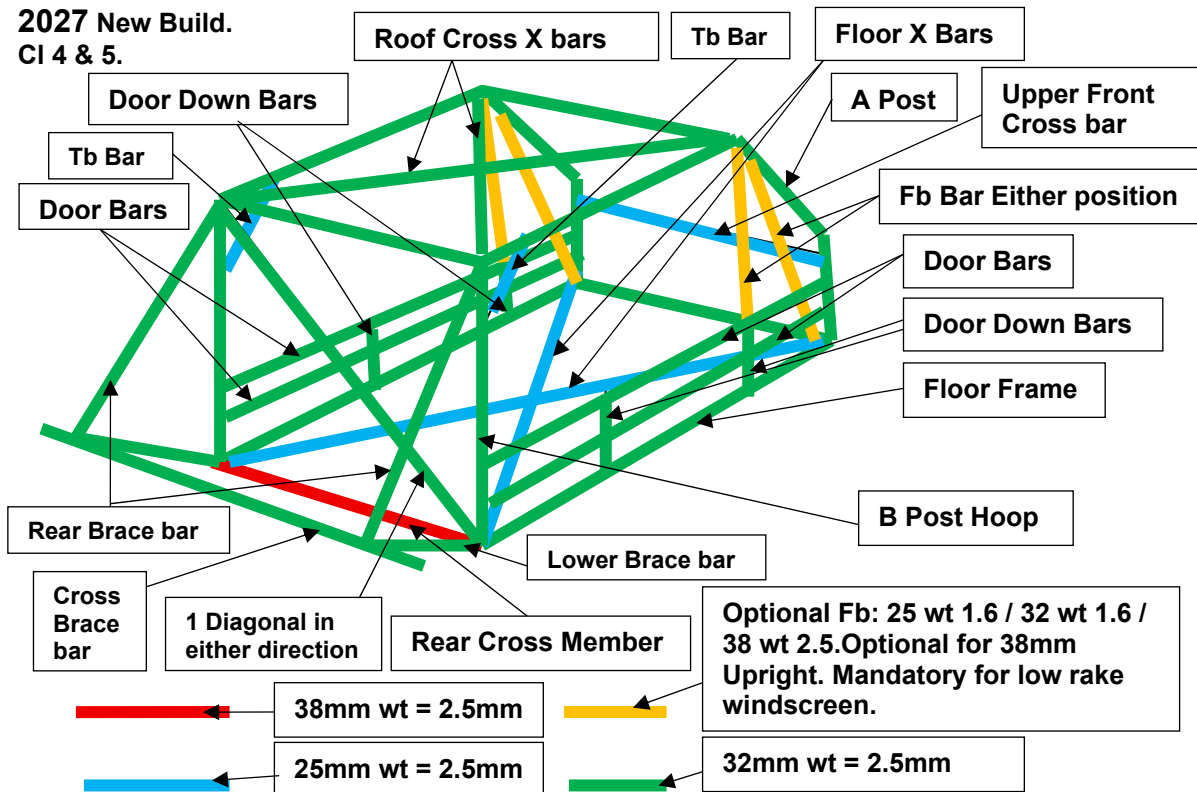 2027 New Build.
Cl 4 & 5.
Roof Cross X bars
Tb Bar
Floor X Bars
Door Down Bars
A Post
Upper Front
Cross bar
Tb Bar
Door Bars
Fb Bar Either position
Door Bars
Door Down Bars
Floor Frame
B Post Hoop
Rear Brace bar
Lower Brace bar
Cross
Brace
bar
1 Diagonal in
either direction
Rear Cross Member
Optional Fb: 25 wt 1.6 / 32 wt 1.6 /
38 wt 2.5.Optional for 38mm
Upright. Mandatory for low rake
windscreen.
38mm wt = 2.5mm
25mm wt = 2.5mm
32mm wt = 2.5mm